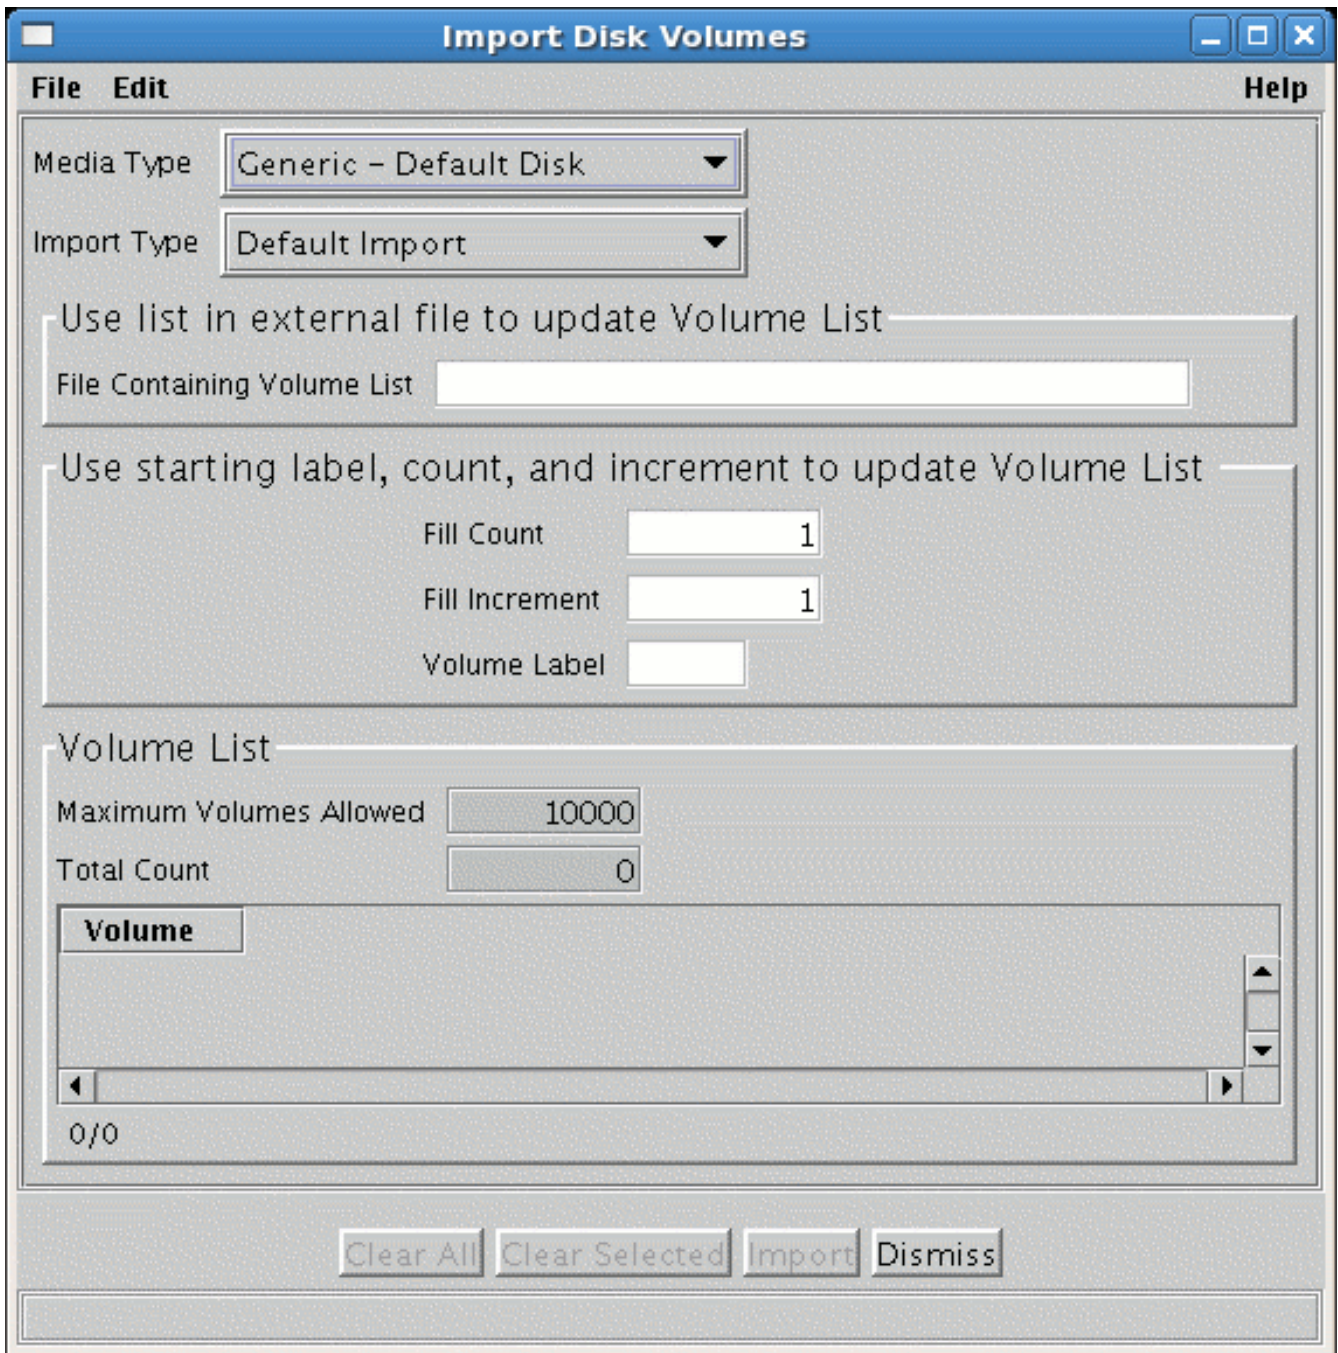 Import Disk Volumes
File Edit Help
Media Type Generic – Default Disk
Import Type Default Import
Use list in external file to update Volume List
File Containing Volume List
Use starting label, count, and increment to update Volume List
Fill Count 1
Fill Increment 1
Volume Label
Volume List
Maximum Volumes Allowed 10000
Total Count 0
Volume
0/0
Clear All Clear Selected Import Dismiss